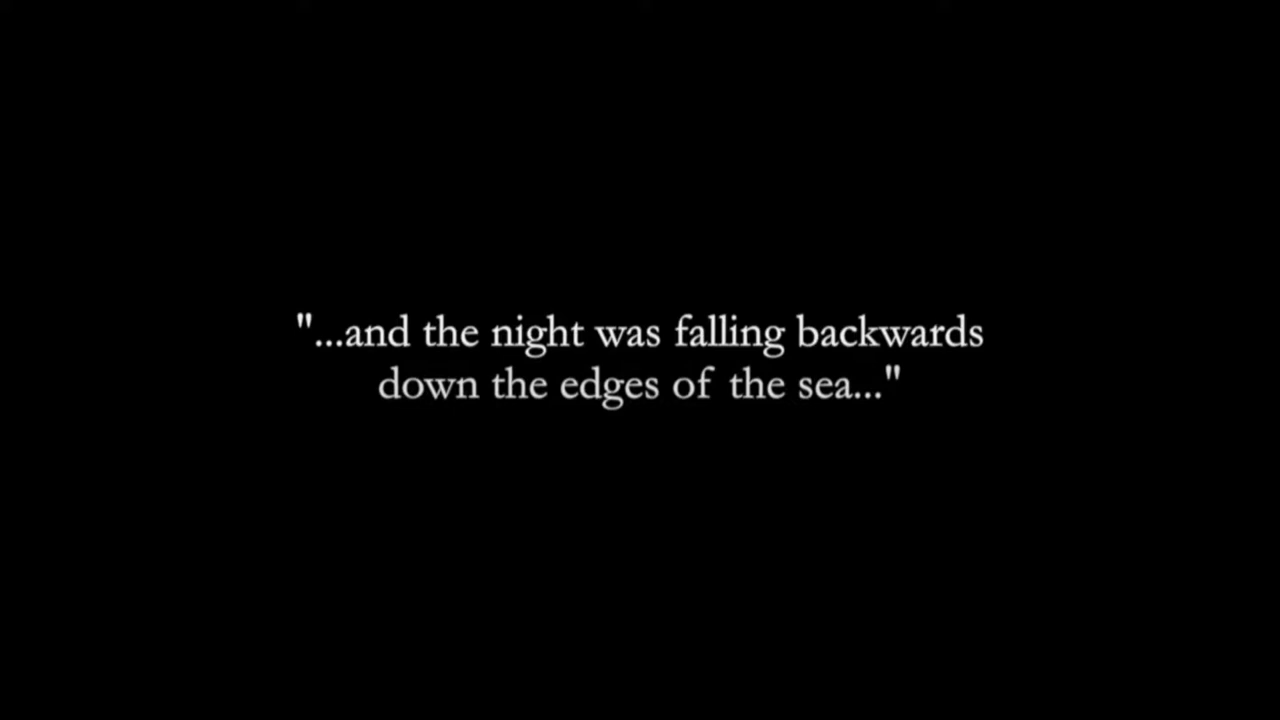 "...and the night was falling backwards
down the edges of the sea..."